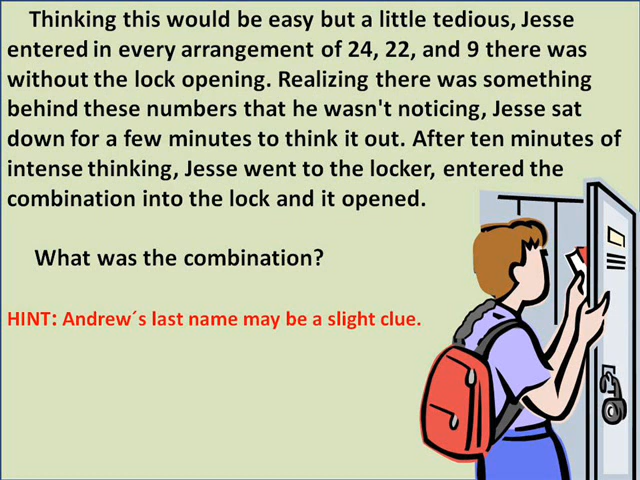 Thinking this would be easy but a little tedious, Jesse
entered in every arrangement of 24, 22, and 9 there was
without the lock opening. Realizing there was something
behind these numbers that he wasn't noticing, Jesse sat
down for a few minutes to think it out. After ten minutes of
intense thinking, Jesse went to the locker, entered the
combination into the lock and it opened.
What was the combination?
HINT: Andrew´s last name may be a slight clue.